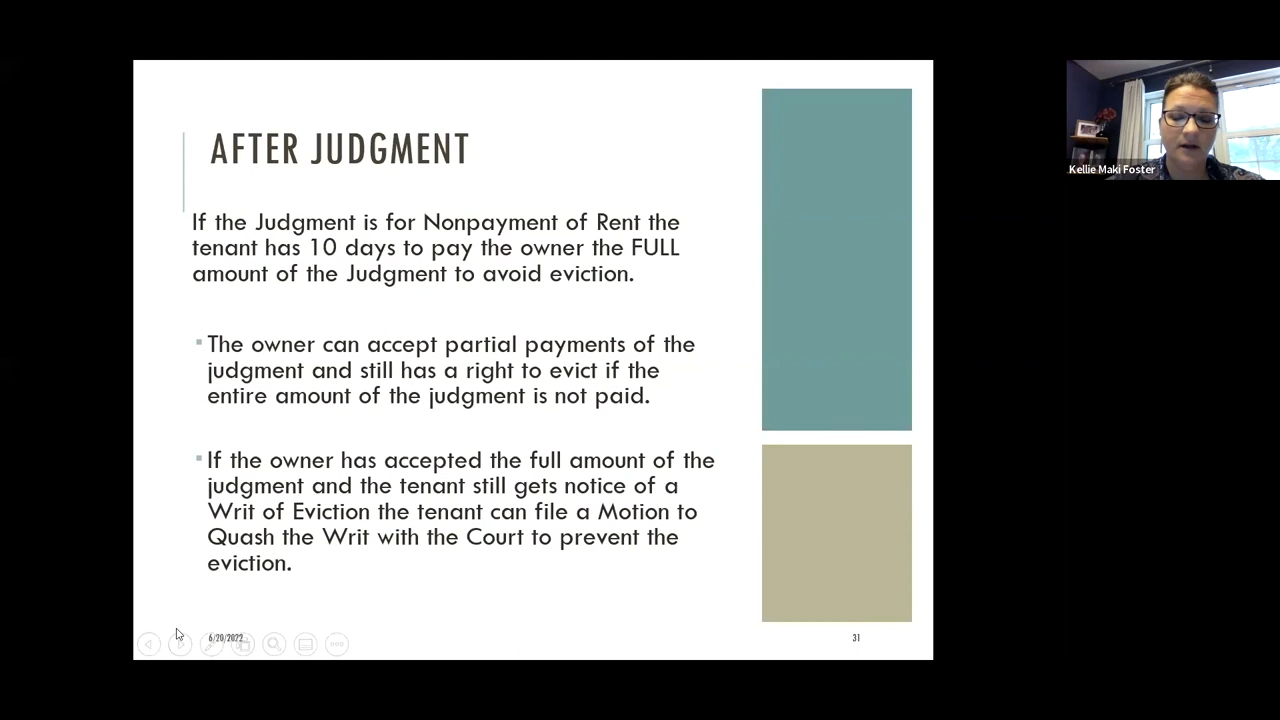 AFTER JUDGMENT
If the Judgment is for Nonpayment of Rent the
tenant has 10 days to pay the owner the FULL
amount of the Judgment to avoid eviction.
The owner can accept partial payments of the
judgment and still has a right to evict if the
entire amount of the judgment is not paid.
If the owner has accepted the full amount of the
judgment and the tenant still gets notice of a
Writ of Eviction the tenant can file a Motion to
Quash the Writ with the Court to prevent the
eviction.
6/20/2022
31
Kellie Maki Foster